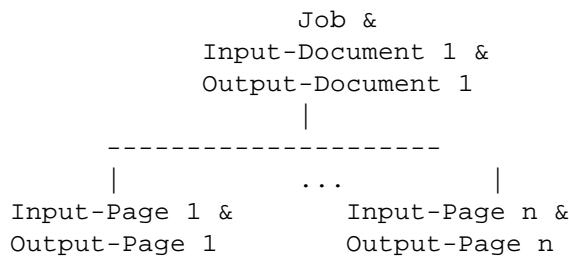 Job &
Input-Document 1 &
Output-Document 1
|
---------------------
| ... |
Input-Page 1 & Input-Page n &
Output-Page 1 Output-Page n